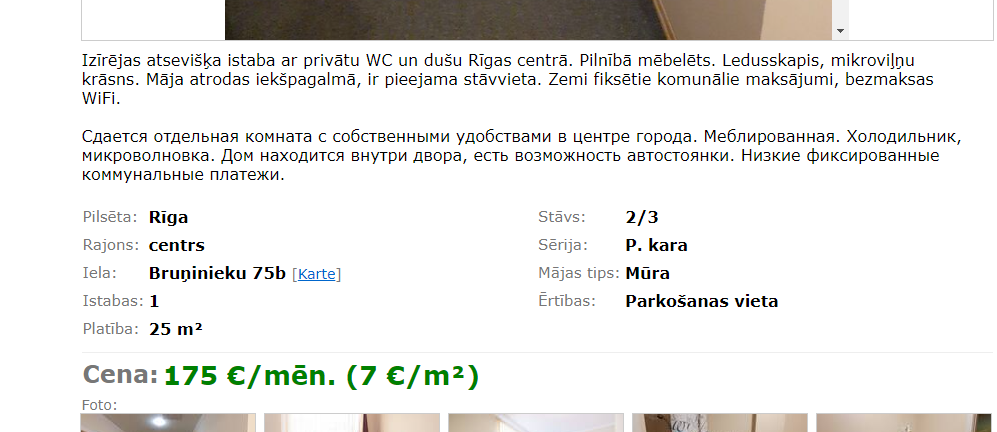 Izīrējas atsevišķa istaba ar privātu WC un dušu Rīgas centrā. Pilnībā mēbelēts. Ledusskapis, mikroviļņu
krāsns. Māja atrodas iekšpagalmā, ir pieejama stāvvieta. Zemi fiksētie komunālie maksājumi, bezmaksas
WiFi.
Сдается отдельная комната с собственными удобствами в центре города. Меблированная. Холодильник,
микроволновка. Дом находится внутри двора, есть возможность автостоянки. Низкие фиксированные
коммунальные платежи.
Pilsēta: Rīga
Rajons: centrs
Iela: Bruņinieku 75b [Karte]
Istabas: 1
Platība: 25 m²
Stāvs: 2/3
Sērija: P. kara
Mājas tips: Mūra
Ērtības: Parkošanas vieta
Cena: 175 €/mēn. (7 €/m²)
Foto: